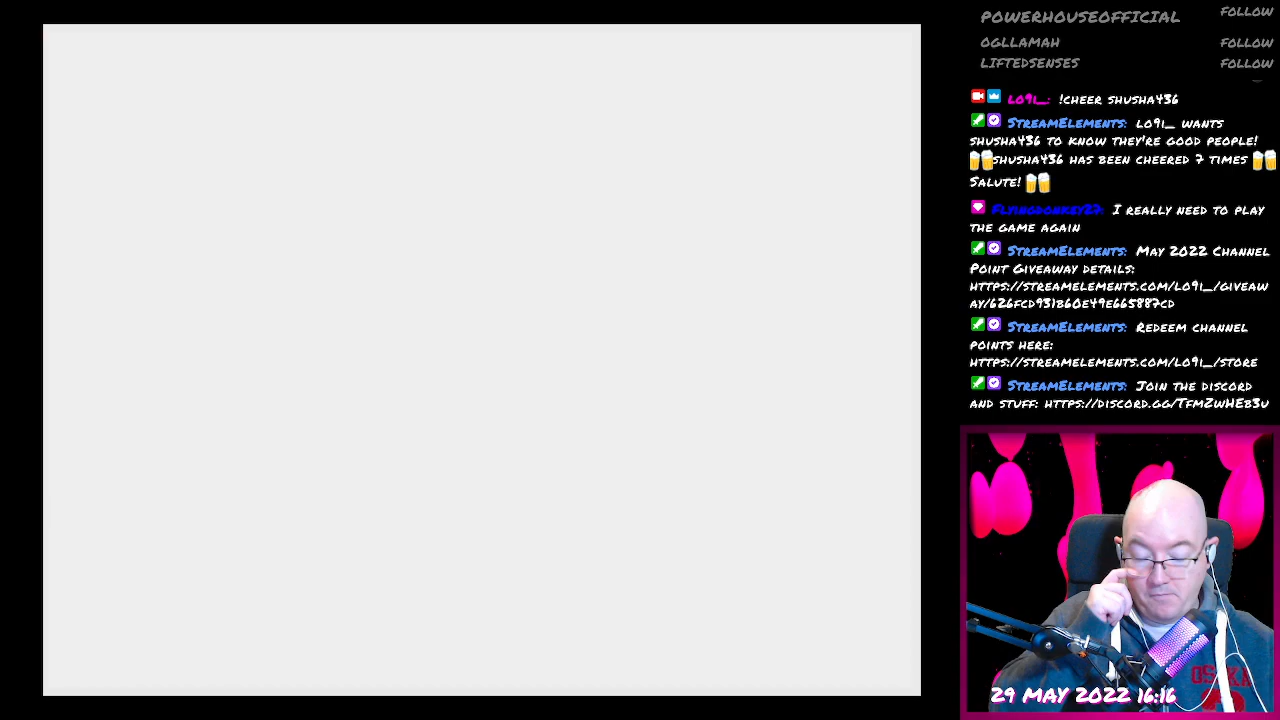 POWERHOUSEOFFICIAL FOLLOW
OGLLAMAH FOLLOW
LIFTEDSENSES FOLLOW
LO9I_: !CHEER SHUSHA436
STREAMELEMENTS: LO9I_ WANTS
SHUSHA436 TO KNOW THEY'RE GOOD PEOPLE!
SHUSHA436 HAS BEEN CHEERED 7 TIMES
SALUTE!
FLYINGDONKEY27: I REALLY NEED TO PLAY
THE GAME AGAIN
STREAMELEMENTS: MAY 2022 CHANNEL
POINT GIVEAWAY DETAILS:
HTTPS://STREAMELEMENTS.COM/LO9I_/GIVEAW
AY/626FCD931B60E49E665887CD
STREAMELEMENTS: REDEEM CHANNEL
POINTS HERE:
HTTPS://STREAMELEMENTS.COM/LO9I_/STORE
STREAMELEMENTS: JOIN THE DISCORD
AND STUFF: HTTPS://DISCORD.GG/TFMZWHEB3U
29 MAY 2022 16:16